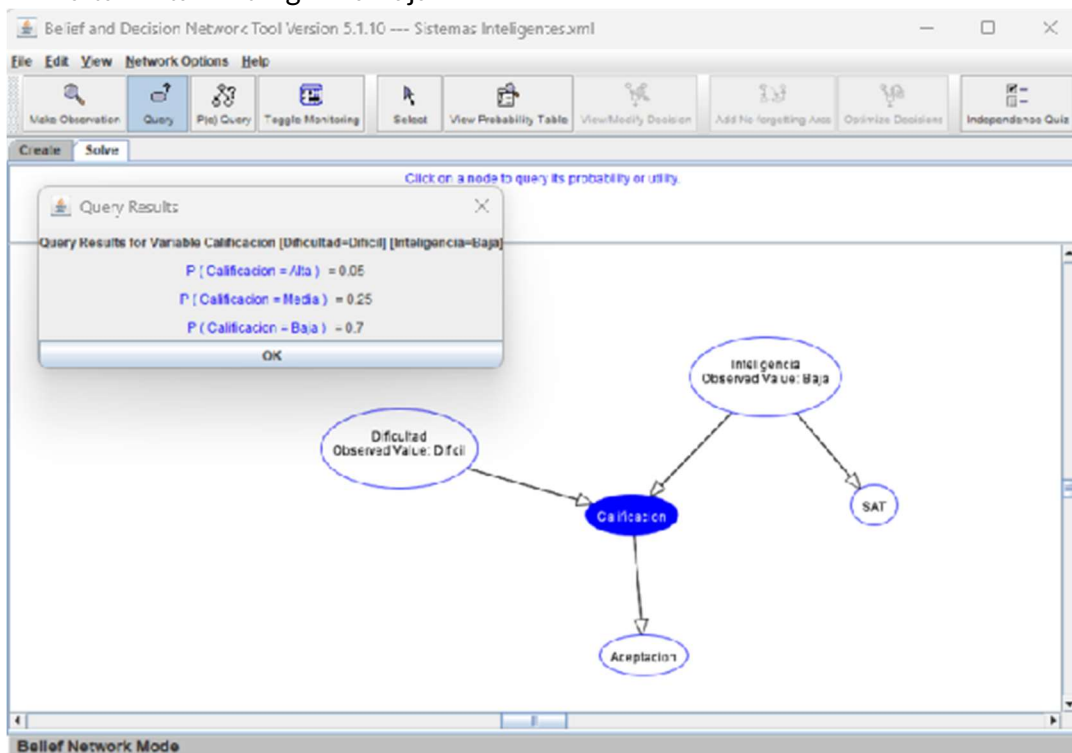 Belief and Decision Network Tool Version 5.1.10 ---- Sistemas Inteligentes.xml
File Edit View Network Options Help
Make Observation Query P(e) Query Toggle Monitoring Select View Probability Table View/Modify Decision Add No-forgetting Arcs Optimize Decisions Independence Quiz
Create Solve
Click on a node to query its probability or utility.
Query Results
Query Results for Variable Calificacion [Dificultad=Dificil] [Inteligencia=Baja]
P ( Calificacion = Alta ) = 0.05
P ( Calificacion = Media ) = 0.25
P ( Calificacion = Baja ) = 0.7
OK
Inteligencia
Observed Value: Baja
Dificultad
Observed Value: Dificil
Calificacion
SAT
Aceptacion
Belief Network Mode